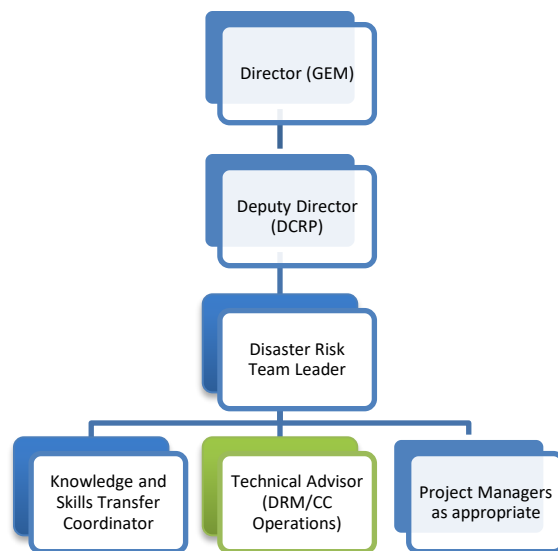 Director (GEM)
Deputy Director
(DCRP)
Disaster Risk
Team Leader
Knowledge and
Skills Transfer
Coordinator
Technical Advisor
(DRM/CC
Operations)
Project Managers
as appropriate